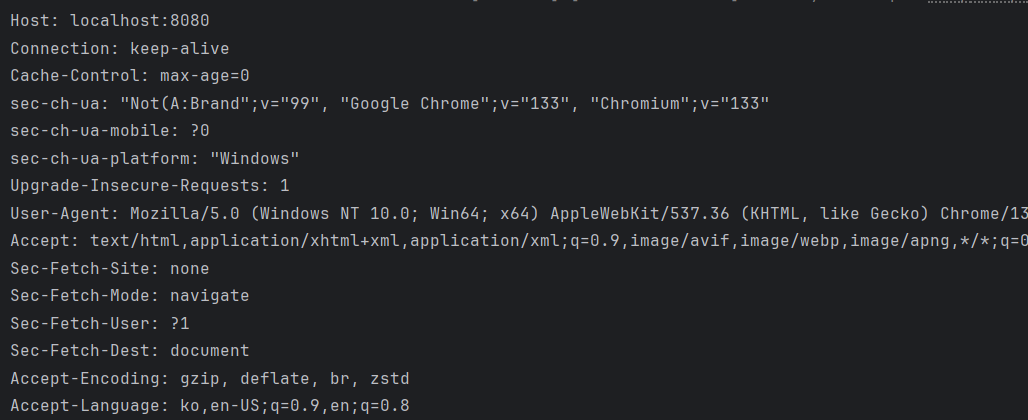 Host: localhost:8080
Connection: keep-alive
Cache-Control: max-age=0
sec-ch-ua: "Not(A:Brand";v="99", "Google Chrome";v="133", "Chromium";v="133"
sec-ch-ua-mobile: ?0
sec-ch-ua-platform: "Windows"
Upgrade-Insecure-Requests: 1
User-Agent: Mozilla/5.0 (Windows NT 10.0; Win64; x64) AppleWebKit/537.36 (KHTML, like Gecko) Chrome/13
Accept: text/html,application/xhtml+xml,application/xml;q=0.9,image/avif,image/webp,image/apng,*/*;q=0
Sec-Fetch-Site: none
Sec-Fetch-Mode: navigate
Sec-Fetch-User: ?1
Sec-Fetch-Dest: document
Accept-Encoding: gzip, deflate, br, zstd
Accept-Language: ko,en-US;q=0.9,en;q=0.8